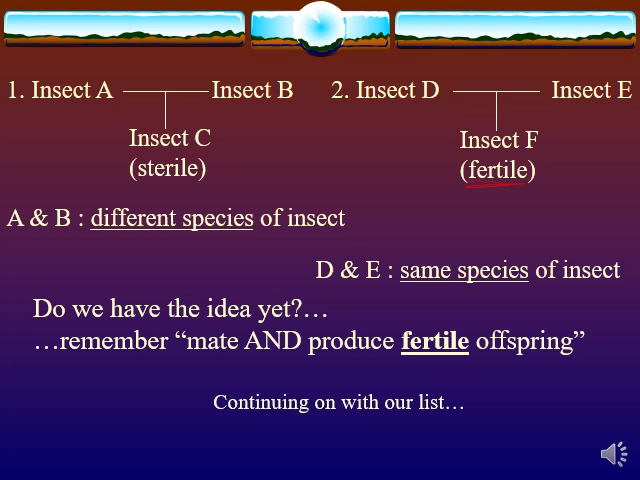 1. Insect A Insect B 2. Insect D Insect E
Insect C Insect F
(sterile) (fertile)
A & B : different species of insect
D & E : same species of insect
Do we have the idea yet?…
…remember “mate AND produce fertile offspring”
Continuing on with our list…